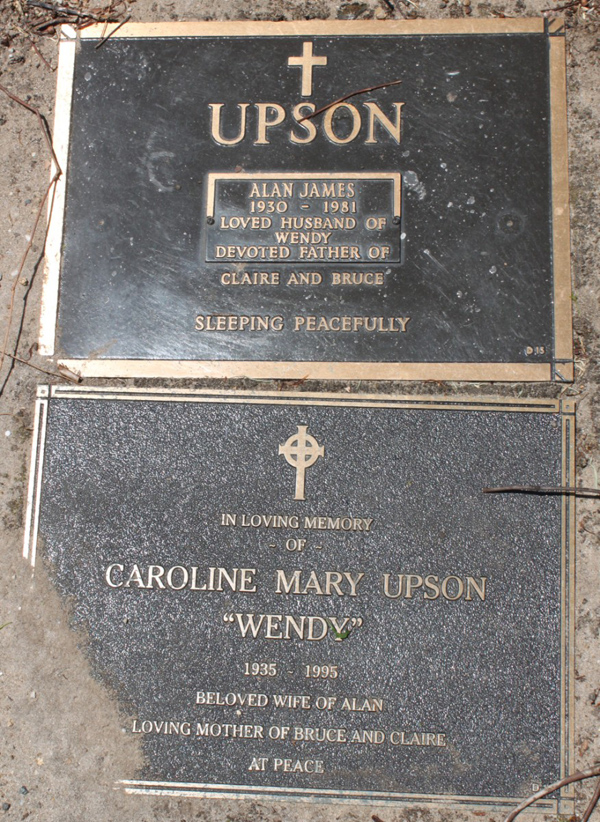 UPSON
ALAN JAMES
1930 - 1981
LOVED HUSBAND OF
WENDY
DEVOTED FATHER OF
CLAIRE AND BRUCE
SLEEPING PEACEFULLY
IN LOVING MEMORY
- OF -
CAROLINE MARY UPSON
"WENDY"
1935 - 1995
BELOVED WIFE OF ALAN
LOVING MOTHER OF BRUCE AND CLAIRE
AT PEACE